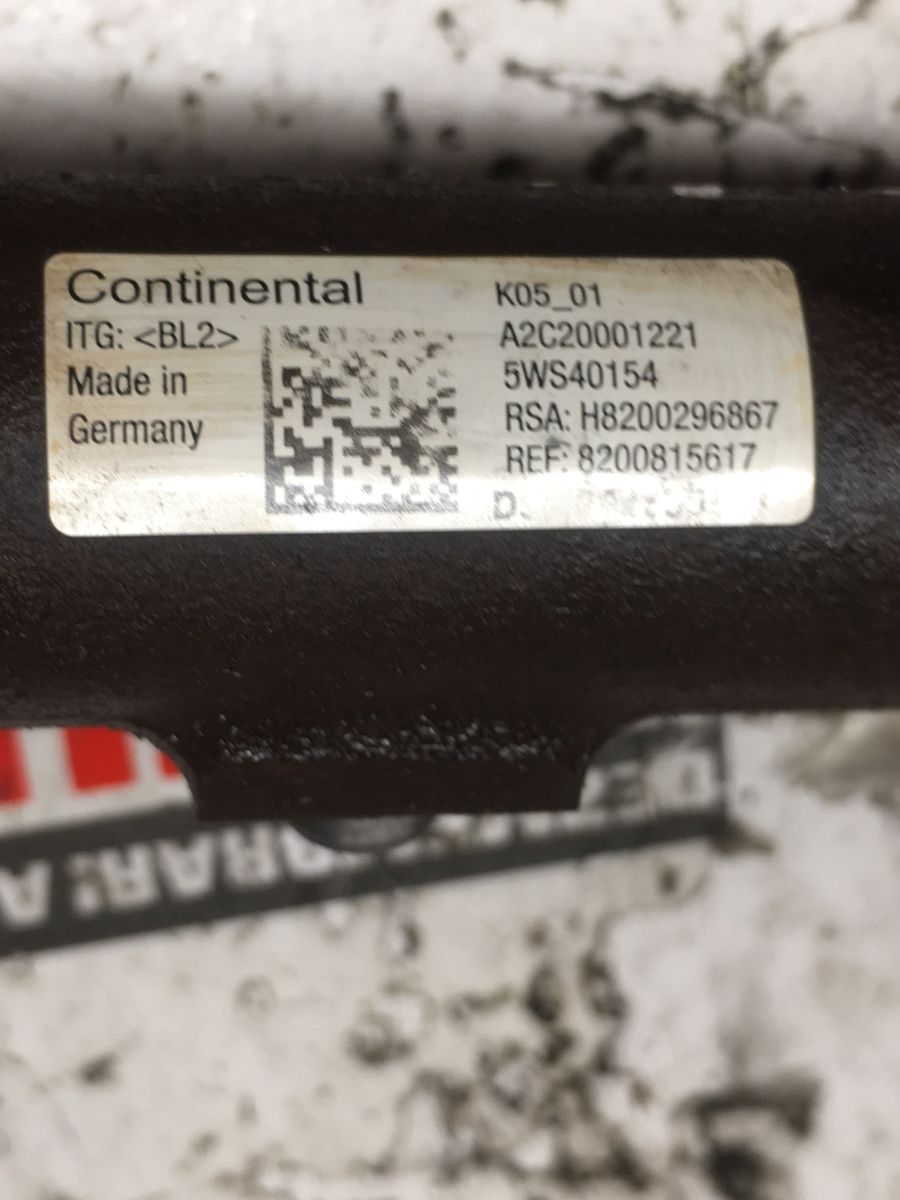 Continental
ITG: <BL2>
Made in
Germany
K05_01
A2C20001221
5WS40154
RSA: H8200296867
REF: 8200815617
D.